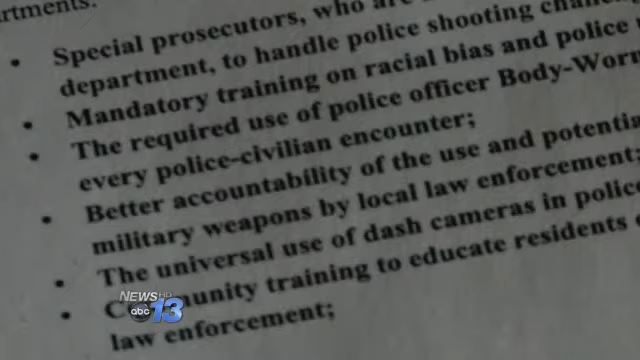 rtments:
• Special prosecutors, who are
department, to handle police shooting
• Mandatory training on racial bias and police
• The required use of police officer Body-Worn
every police-civilian encounter;
• Better accountability of the use and potentia
military weapons by local law enforcement;
• The universal use of dash cameras in police
• Community training to educate residents
law enforcement;
NEWS HD
abc 13